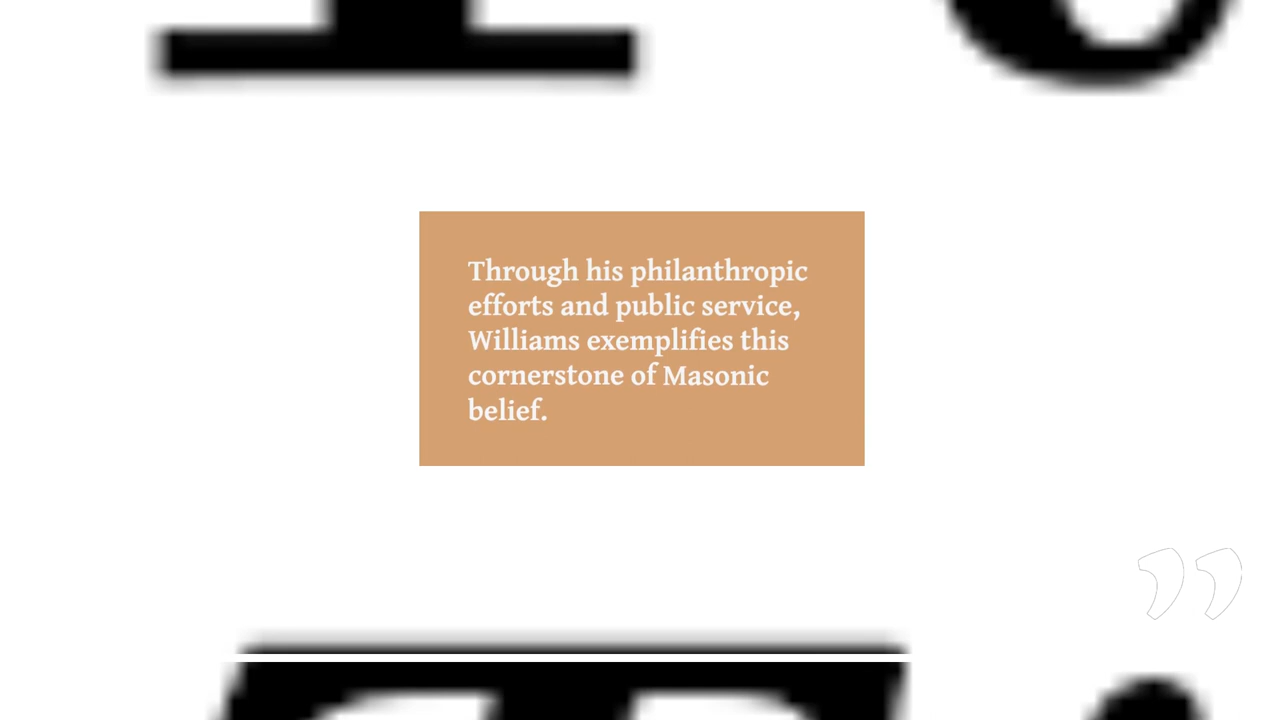 Through his philanthropic
efforts and public service,
Williams exemplifies this
cornerstone of Masonic
belief.
”